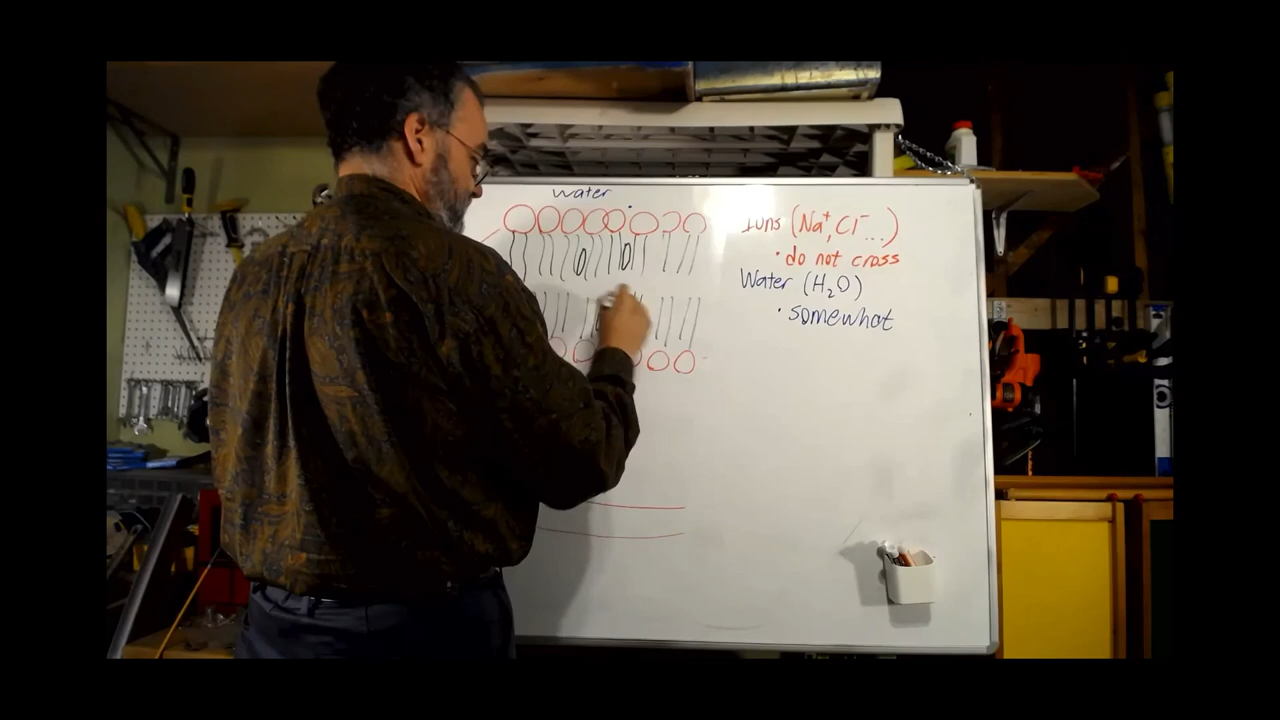 water
Ions (Na⁺, Cl⁻ ...)
• do not cross
Water (H₂O)
• somewhat